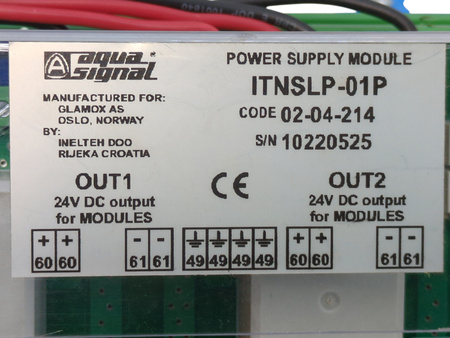 aqua signal®
POWER SUPPLY MODULE
ITNSLP-01P
CODE 02-04-214
S/N 10220525
MANUFACTURED FOR:
GLAMOX AS
OSLO, NORWAY
BY:
INELTEH DOO
RIJEKA CROATIA
OUT1
24V DC output
for MODULES
CE
OUT2
24V DC output
for MODULES
+ + - - + + - -
60 60 61 61 49 49 49 49 60 60 61 61